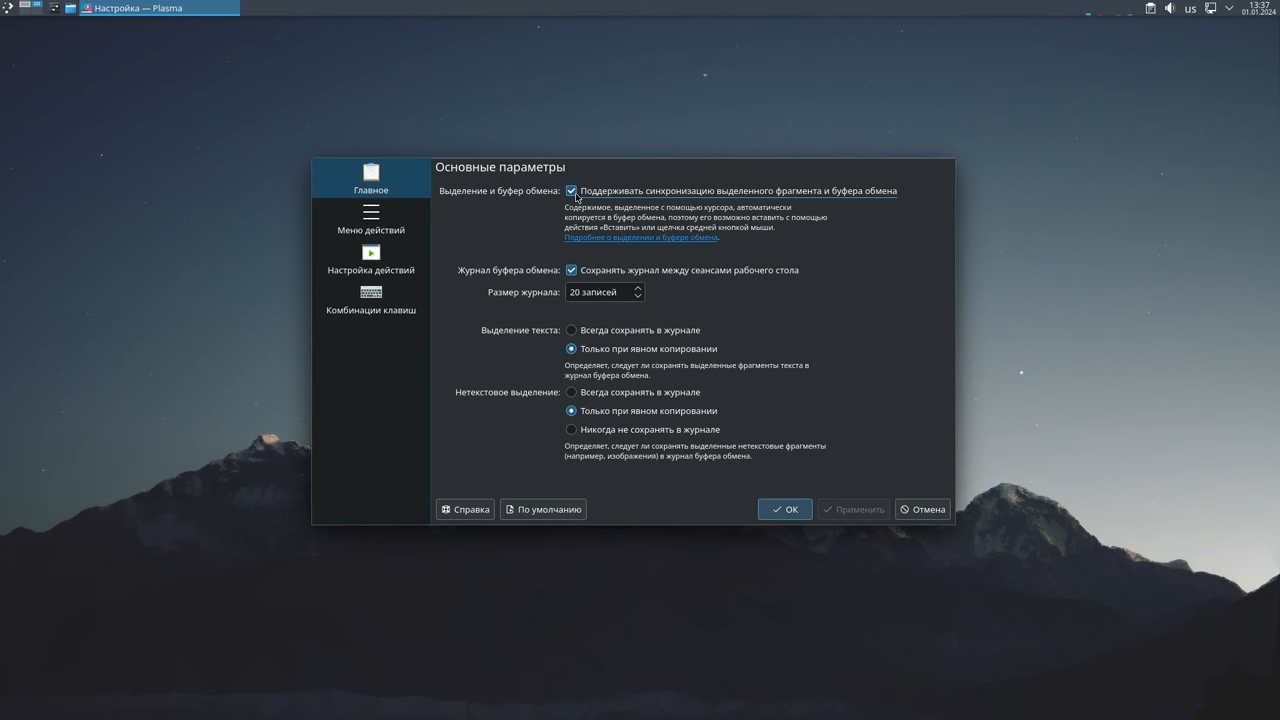 Настройка — Plasma
us
13:37
01.01.2024
Главное
Меню действий
Настройка действий
Комбинации клавиш
Основные параметры
Выделение и буфер обмена: Поддерживать синхронизацию выделенного фрагмента и буфера обмена
Содержимое, выделенное с помощью курсора, автоматически
копируется в буфер обмена, поэтому его возможно вставить с помощью
действия «Вставить» или щелчка средней кнопкой мыши.
Подробнее о выделении и буфере обмена.
Журнал буфера обмена: Сохранять журнал между сеансами рабочего стола
Размер журнала: 20 записей
Выделение текста: Всегда сохранять в журнале
Только при явном копировании
Определяет, следует ли сохранять выделенные фрагменты текста в
журнал буфера обмена.
Нетекстовое выделение: Всегда сохранять в журнале
Только при явном копировании
Никогда не сохранять в журнале
Определяет, следует ли сохранять выделенные нетекстовые фрагменты
(например, изображения) в журнал буфера обмена.
Справка По умолчанию ОК Применить Отмена